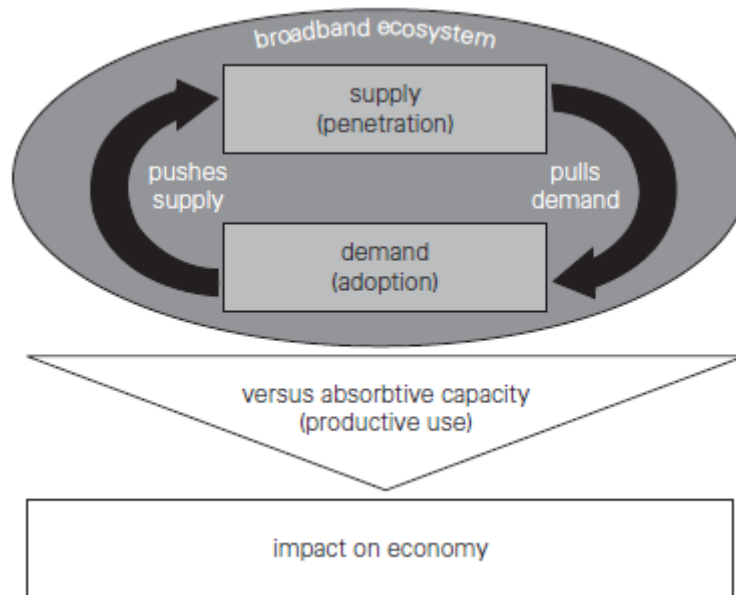 broadband ecosystem
supply
(penetration)
pushes
supply
pulls
demand
demand
(adoption)
versus absorbtive capacity
(productive use)
impact on economy